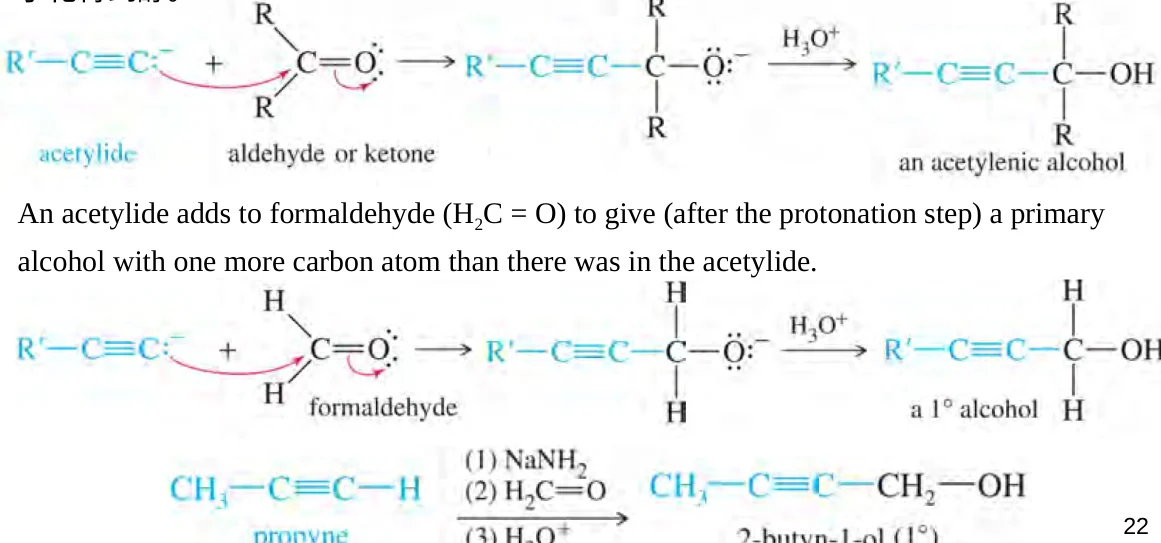 R R R
R'—C≡C:⁻ + C=O: ⟶ R'—C≡C—C—O:⁻ H₃O⁺ ⟶ R'—C≡C—C—OH
R R R
acetylide aldehyde or ketone an acetylenic alcohol
An acetylide adds to formaldehyde (H₂C = O) to give (after the protonation step) a primary
alcohol with one more carbon atom than there was in the acetylide.
H H H
R'—C≡C:⁻ + C=O: ⟶ R'—C≡C—C—O:⁻ H₃O⁺ ⟶ R'—C≡C—C—OH
H H H
formaldehyde a 1° alcohol
(1) NaNH₂
CH₃—C≡C—H (2) H₂C=O ⟶ CH₃—C≡C—CH₂—OH
propyne (3) H₃O⁺ 2-butyn-1-ol (1°)
22